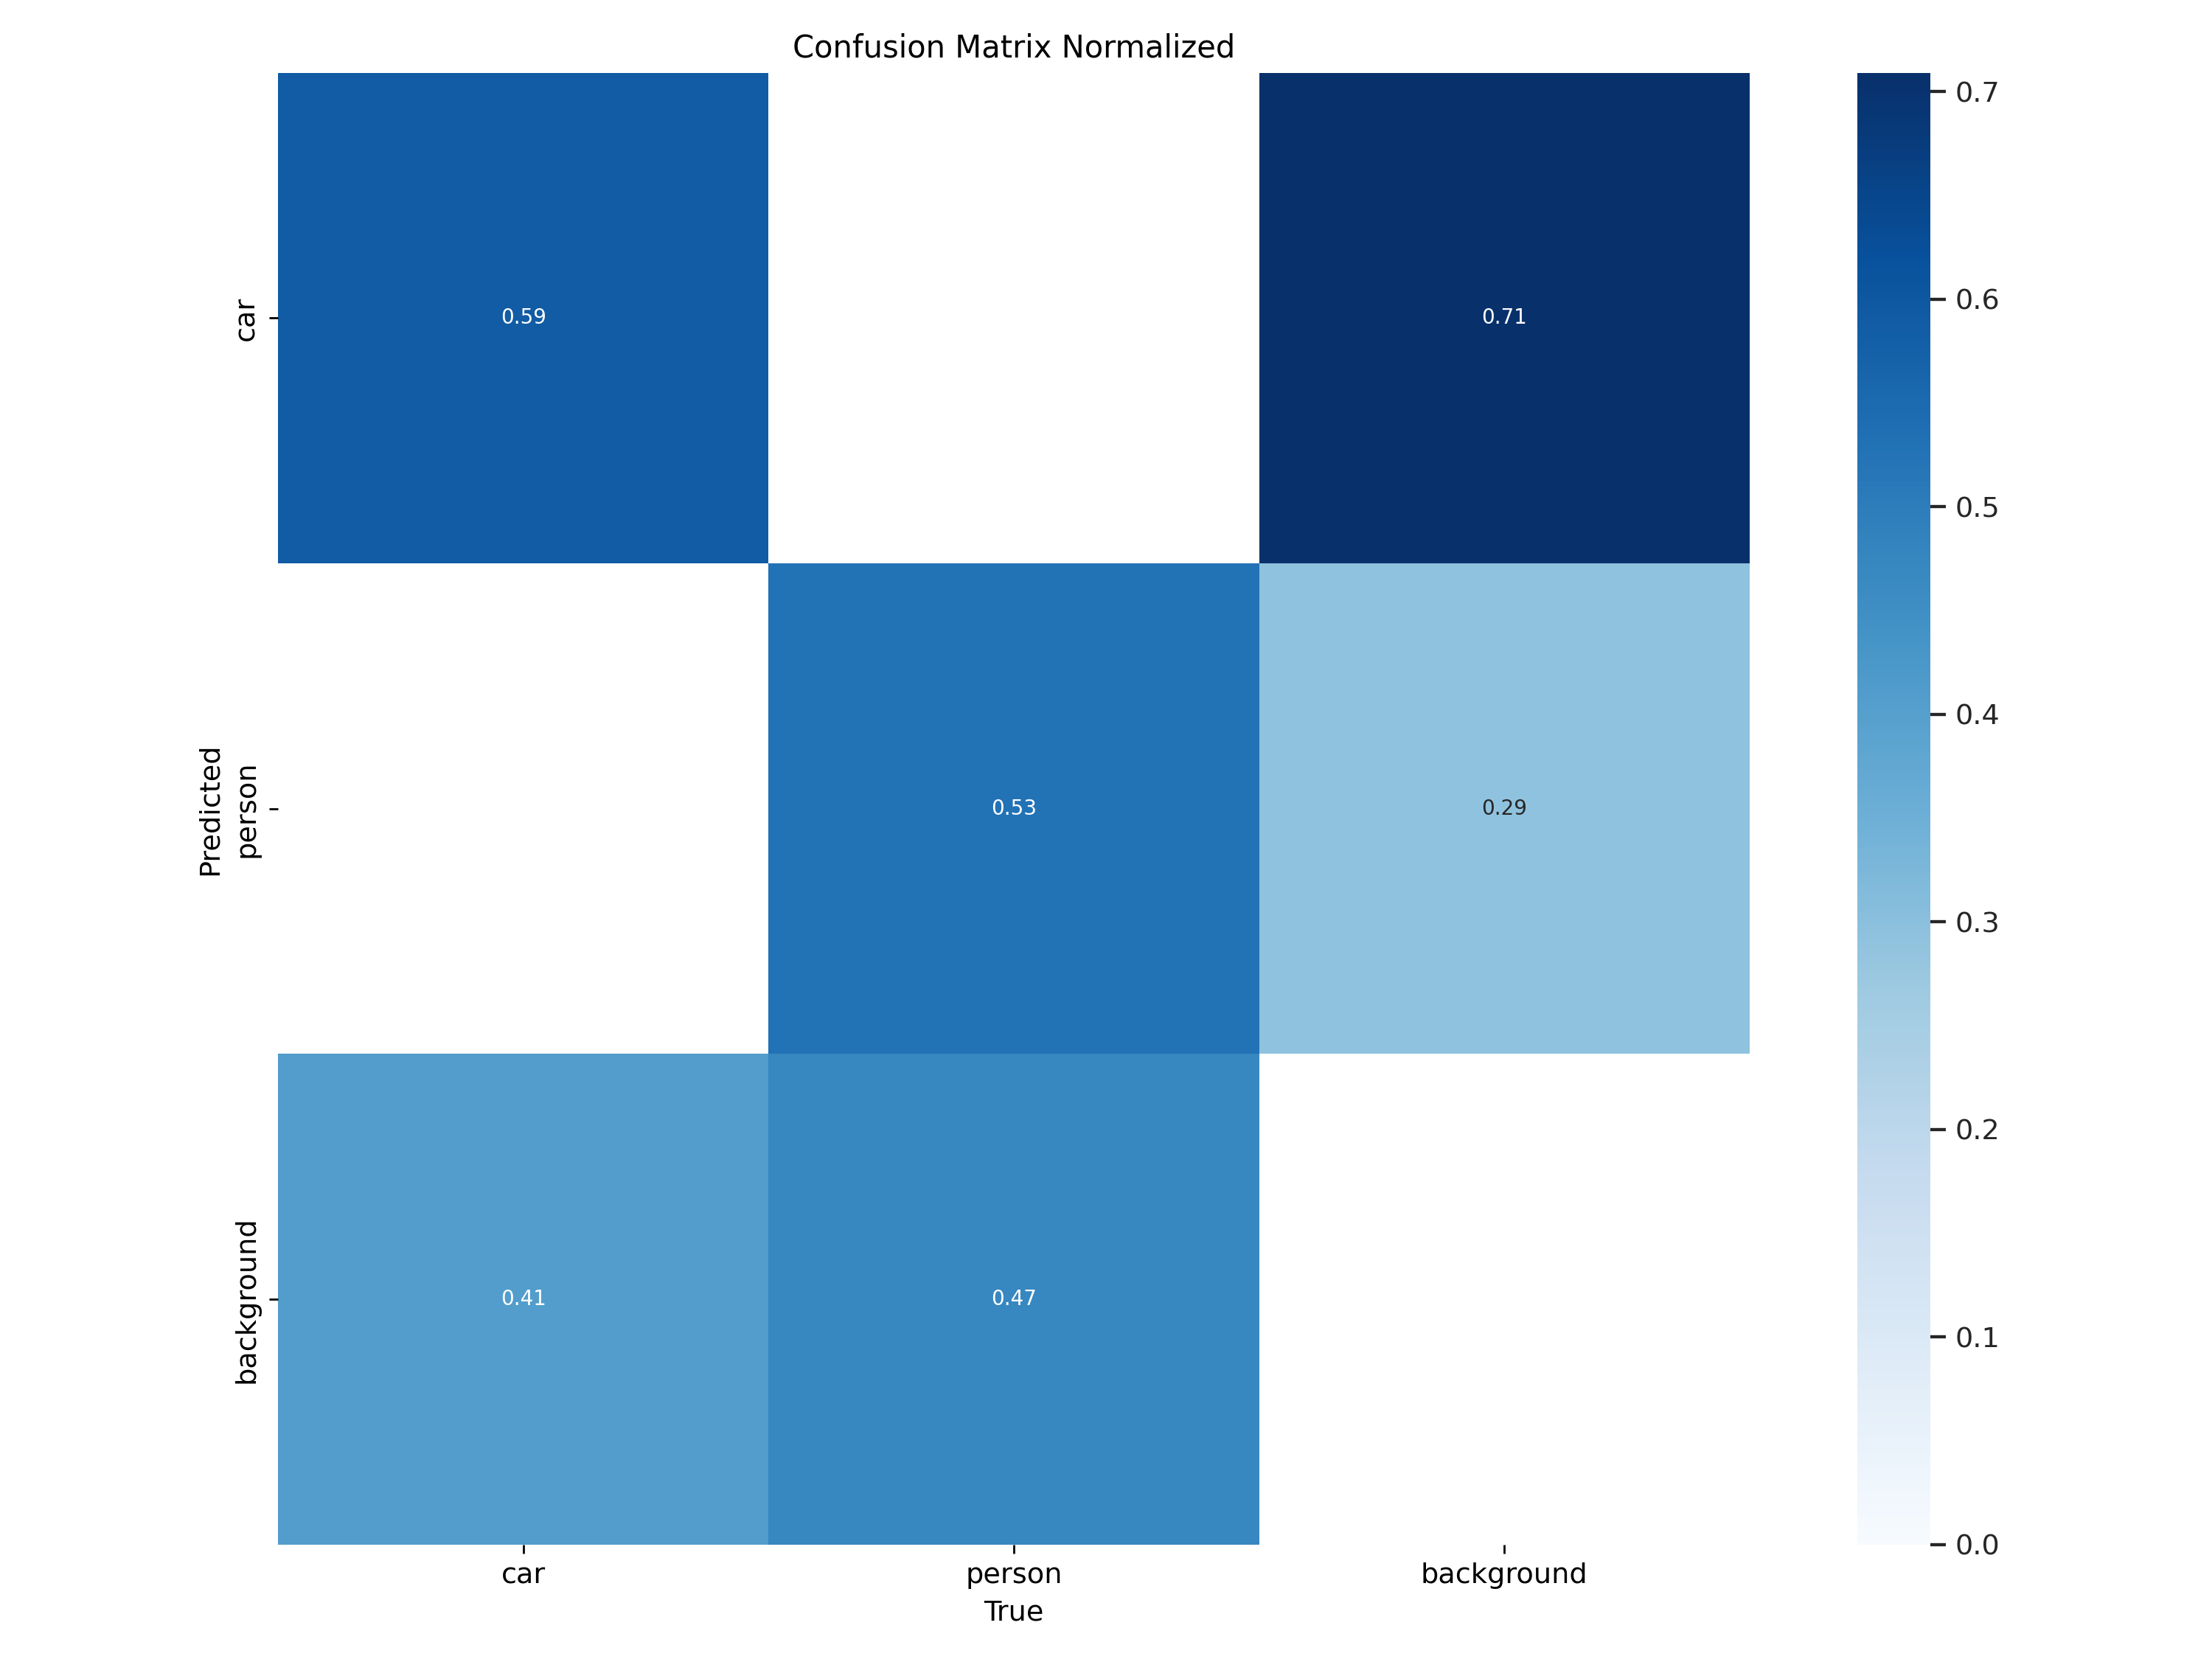 Confusion Matrix Normalized
car
0.59
0.71
Predicted
person
0.53
0.29
background
0.41
0.47
car
person
background
True
0.7
0.6
0.5
0.4
0.3
0.2
0.1
0.0